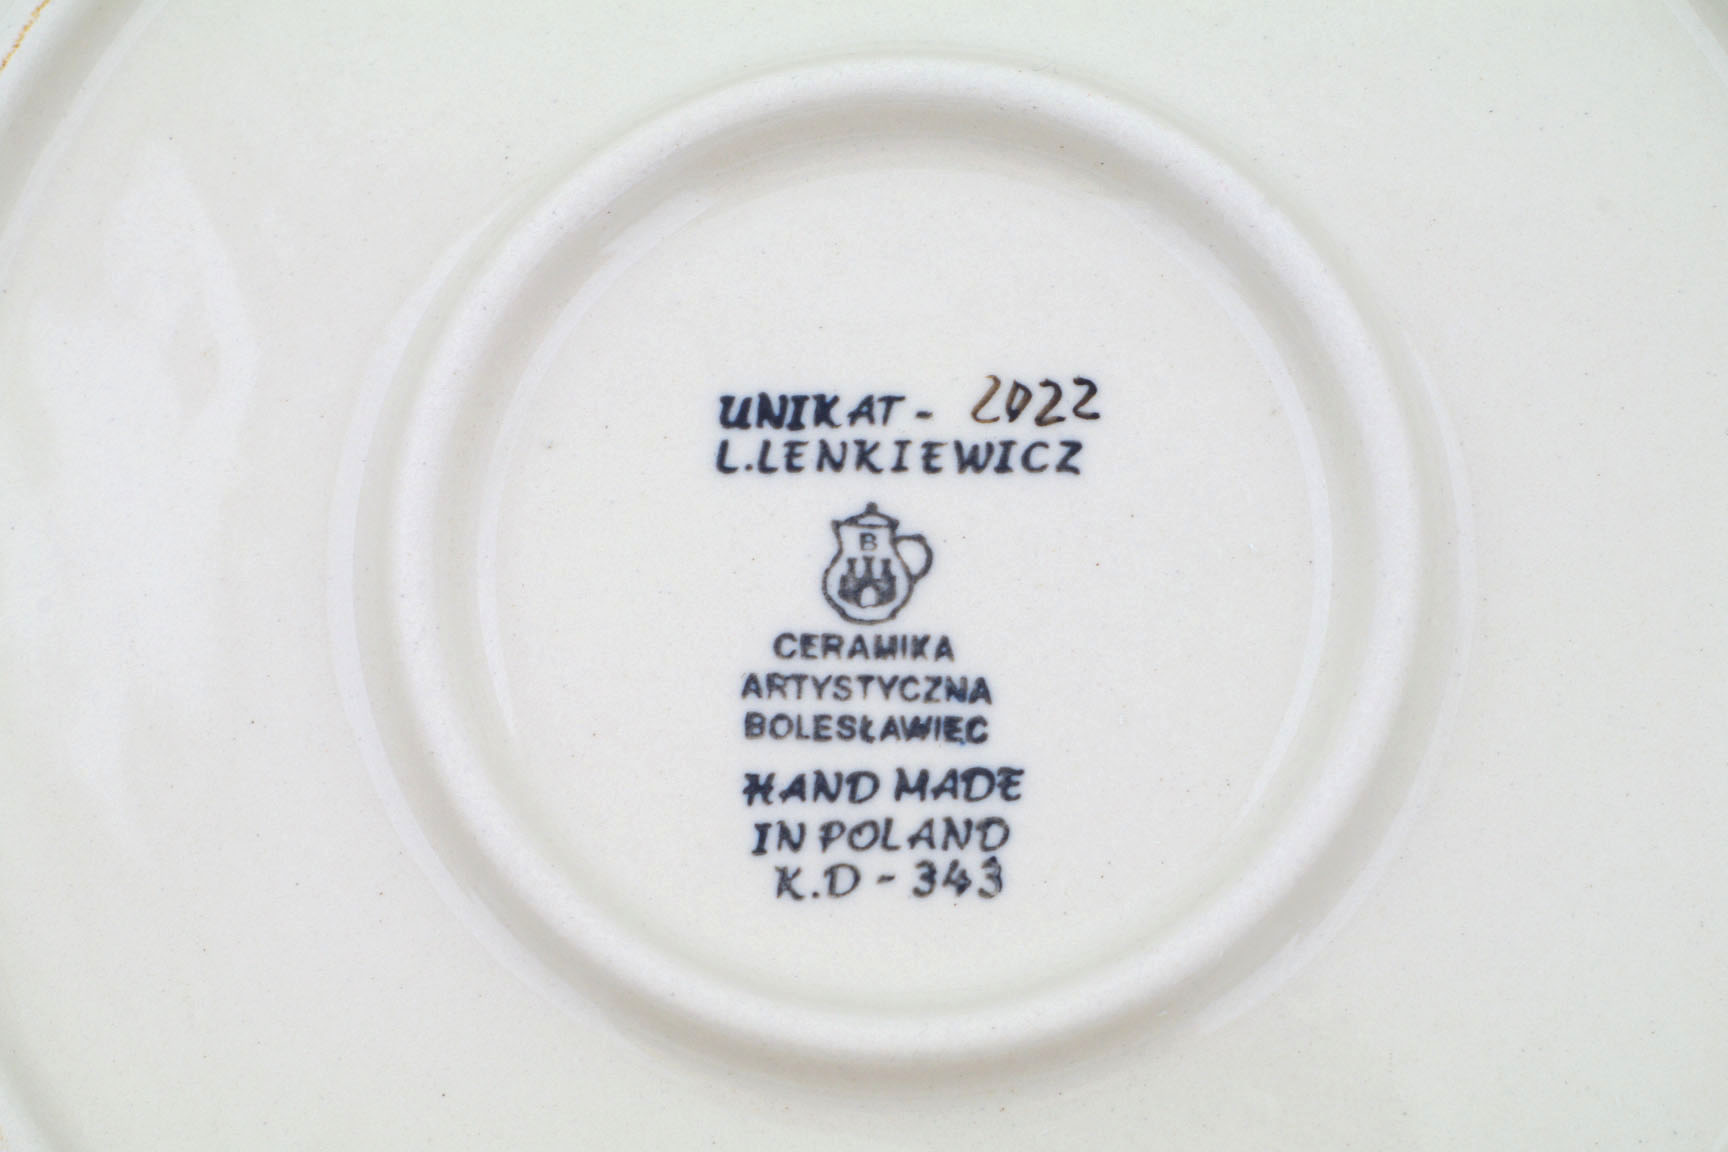 UNIKAT - 2022
L.LENKIEWICZ
B
CERAMIKA
ARTYSTYCZNA
BOLESŁAWIEC
HAND MADE
IN POLAND
K.D - 343